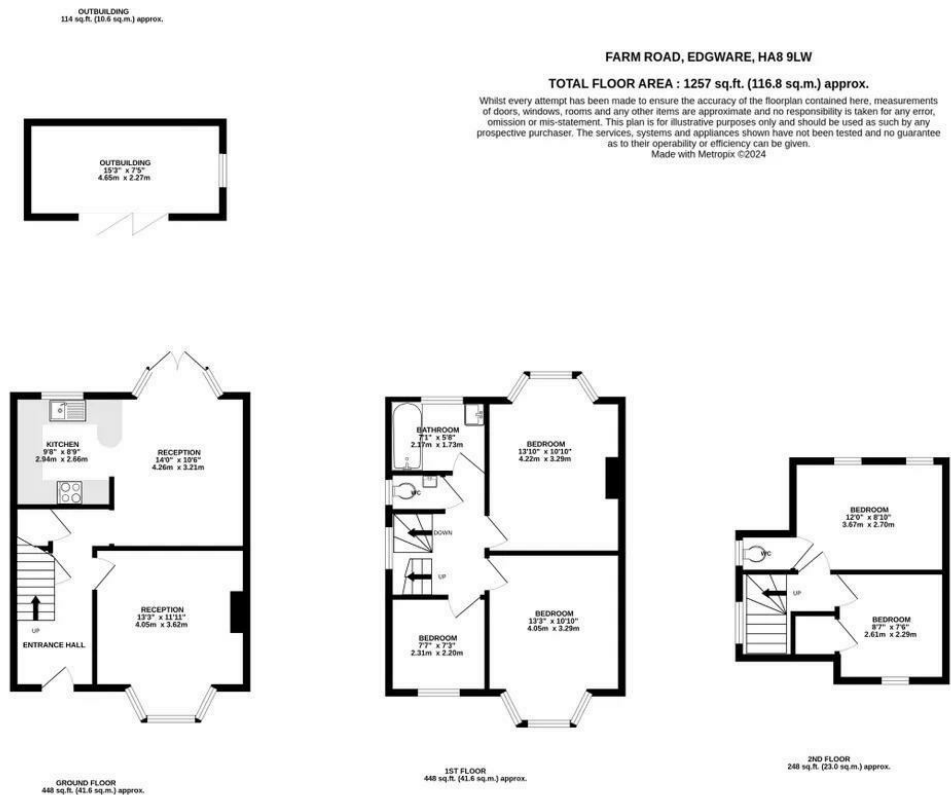 OUTBUILDING
114 sq.ft. (10.6 sq.m.) approx.
FARM ROAD, EDGWARE, HA8 9LW
TOTAL FLOOR AREA : 1257 sq.ft. (116.8 sq.m.) approx.
Whilst every attempt has been made to ensure the accuracy of the floorplan contained here, measurements
of doors, windows, rooms and any other items are approximate and no responsibility is taken for any error,
omission or mis-statement. This plan is for illustrative purposes only and should be used as such by any
prospective purchaser. The services, systems and appliances shown have not been tested and no guarantee
as to their operability or efficiency can be given.
Made with Metropix ©2024
OUTBUILDING
15'3" x 7'5"
4.65m x 2.27m
KITCHEN
9'8" x 8'9"
2.94m x 2.66m
RECEPTION
14'0" x 10'6"
4.26m x 3.21m
RECEPTION
13'3" x 11'11"
4.05m x 3.62m
UP
ENTRANCE HALL
GROUND FLOOR
448 sq.ft. (41.6 sq.m.) approx.
BATHROOM
7'1" x 5'8"
2.17m x 1.73m
BEDROOM
13'10" x 10'10"
4.22m x 3.29m
WC
DOWN
UP
BEDROOM
7'7" x 7'3"
2.31m x 2.20m
BEDROOM
13'3" x 10'10"
4.05m x 3.29m
1ST FLOOR
448 sq.ft. (41.6 sq.m.) approx.
BEDROOM
12'0" x 8'10"
3.67m x 2.70m
WC
UP
BEDROOM
8'7" x 7'6"
2.61m x 2.29m
2ND FLOOR
248 sq.ft. (23.0 sq.m.) approx.